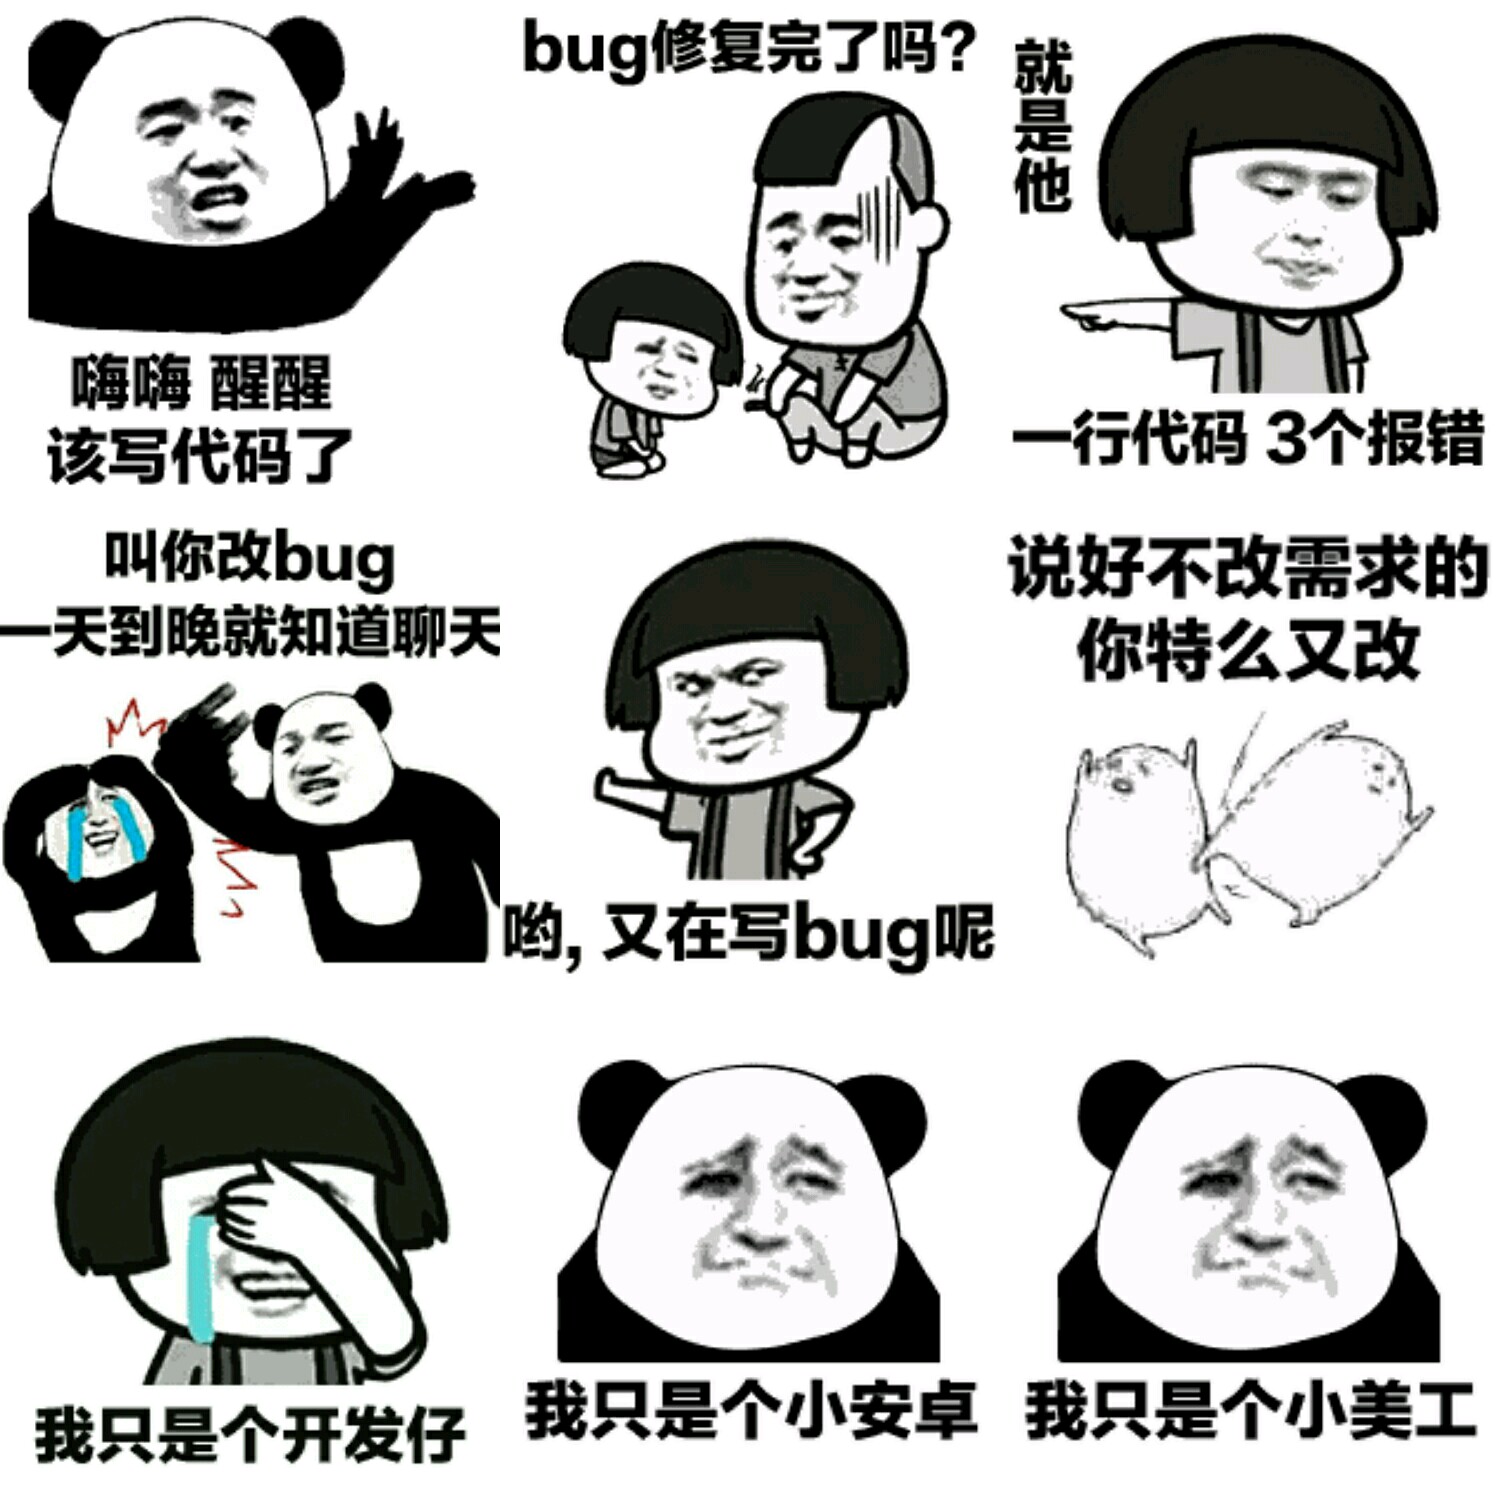 嗨嗨 醒醒
该写代码了
bug修复完了吗?
就是他
一行代码 3个报错
叫你改bug
一天到晚就知道聊天
哟, 又在写bug呢
说好不改需求的
你特么又改
我只是个开发仔
我只是个小安卓
我只是个小美工